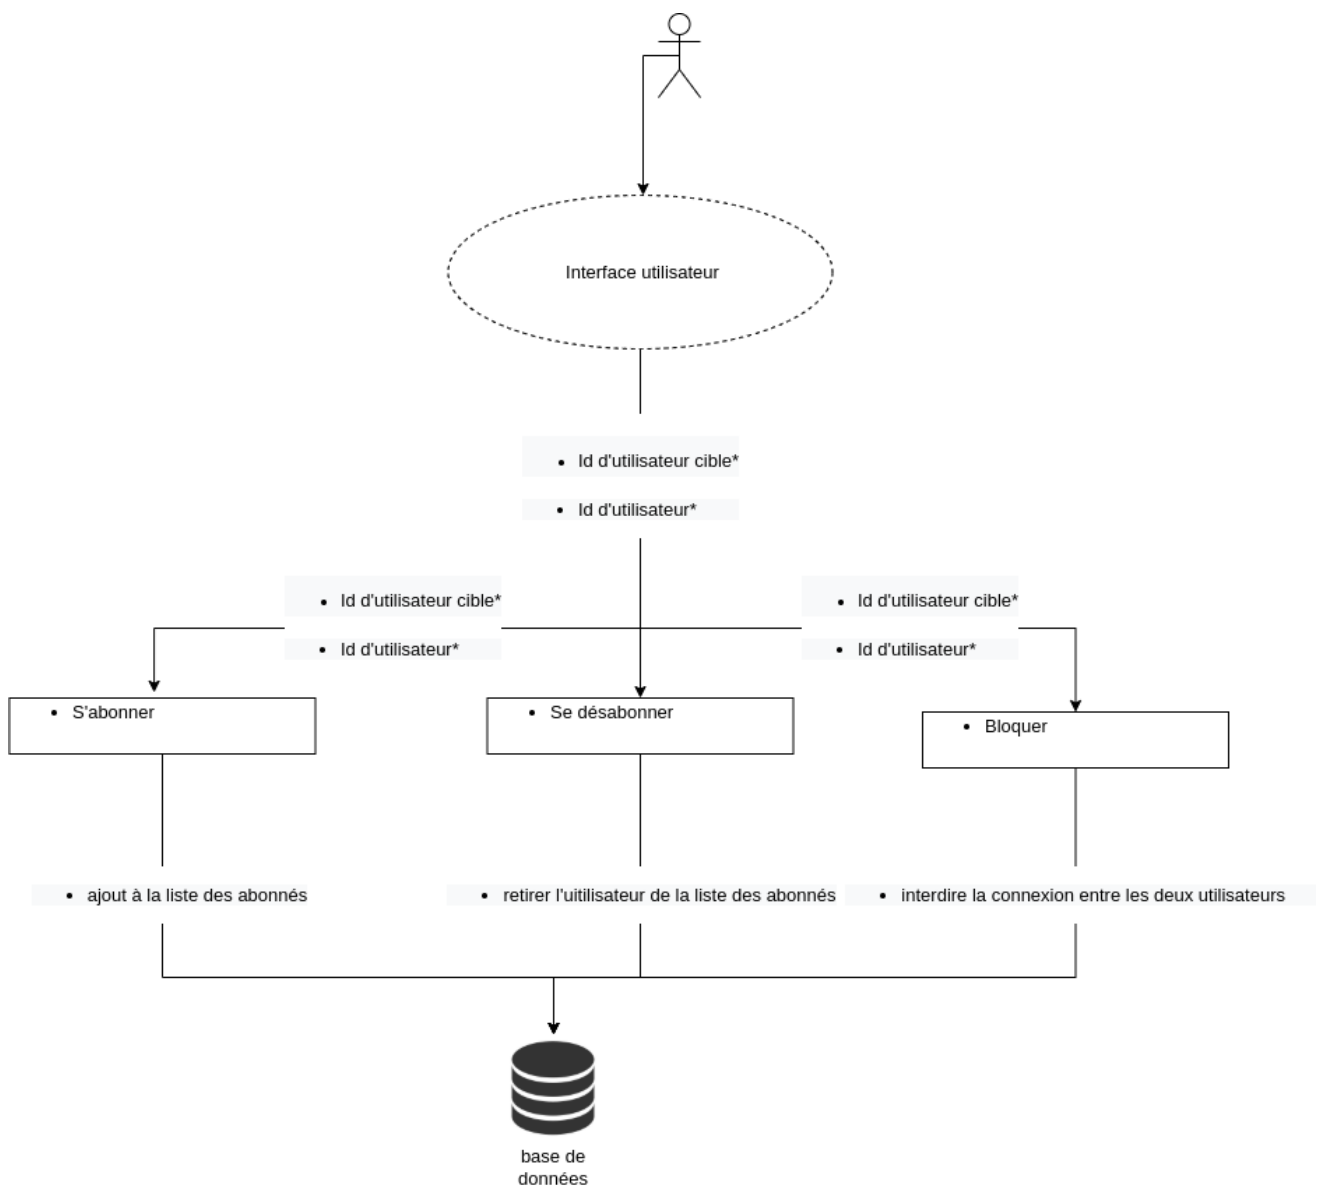 Interface utilisateur
• Id d'utilisateur cible*
• Id d'utilisateur*
• Id d'utilisateur cible*
• Id d'utilisateur*
• Id d'utilisateur cible*
• Id d'utilisateur*
• S'abonner
• Se désabonner
• Bloquer
• ajout à la liste des abonnés
• retirer l'uitilisateur de la liste des abonnés
• interdire la connexion entre les deux utilisateurs
base de
données